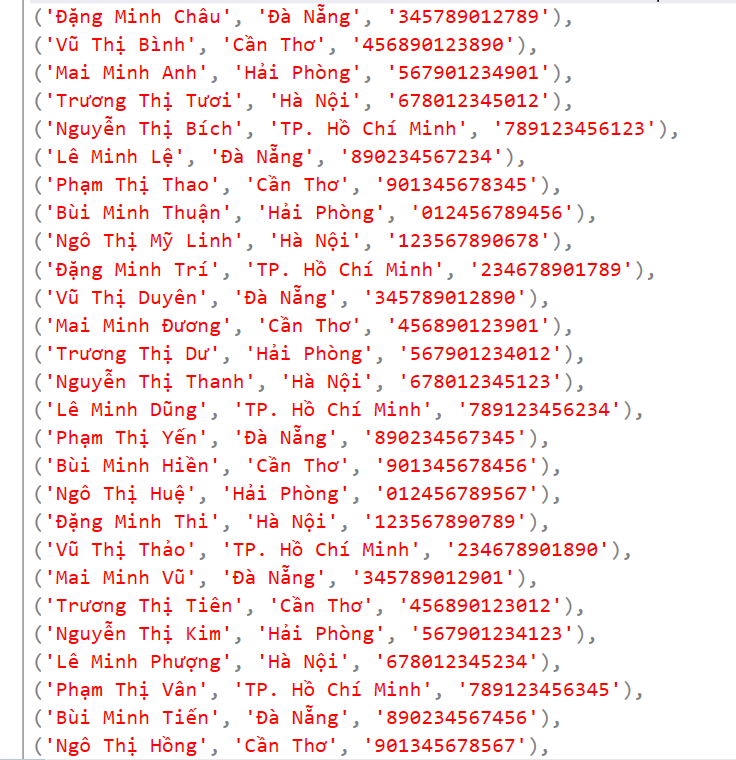 ('Đặng Minh Châu', 'Đà Nẵng', '345789012789'),
('Vũ Thị Bình', 'Cần Thơ', '456890123890'),
('Mai Minh Anh', 'Hải Phòng', '567901234901'),
('Trương Thị Tươi', 'Hà Nội', '678012345012'),
('Nguyễn Thị Bích', 'TP. Hồ Chí Minh', '789123456123'),
('Lê Minh Lệ', 'Đà Nẵng', '890234567234'),
('Phạm Thị Thao', 'Cần Thơ', '901345678345'),
('Bùi Minh Thuận', 'Hải Phòng', '012456789456'),
('Ngô Thị Mỹ Linh', 'Hà Nội', '123567890678'),
('Đặng Minh Trí', 'TP. Hồ Chí Minh', '234678901789'),
('Vũ Thị Duyên', 'Đà Nẵng', '345789012890'),
('Mai Minh Đương', 'Cần Thơ', '456890123901'),
('Trương Thị Dư', 'Hải Phòng', '567901234012'),
('Nguyễn Thị Thanh', 'Hà Nội', '678012345123'),
('Lê Minh Dũng', 'TP. Hồ Chí Minh', '789123456234'),
('Phạm Thị Yến', 'Đà Nẵng', '890234567345'),
('Bùi Minh Hiền', 'Cần Thơ', '901345678456'),
('Ngô Thị Huệ', 'Hải Phòng', '012456789567'),
('Đặng Minh Thi', 'Hà Nội', '123567890789'),
('Vũ Thị Thảo', 'TP. Hồ Chí Minh', '234678901890'),
('Mai Minh Vũ', 'Đà Nẵng', '345789012901'),
('Trương Thị Tiên', 'Cần Thơ', '456890123012'),
('Nguyễn Thị Kim', 'Hải Phòng', '567901234123'),
('Lê Minh Phượng', 'Hà Nội', '678012345234'),
('Phạm Thị Vân', 'TP. Hồ Chí Minh', '789123456345'),
('Bùi Minh Tiến', 'Đà Nẵng', '890234567456'),
('Ngô Thị Hồng', 'Cần Thơ', '901345678567'),